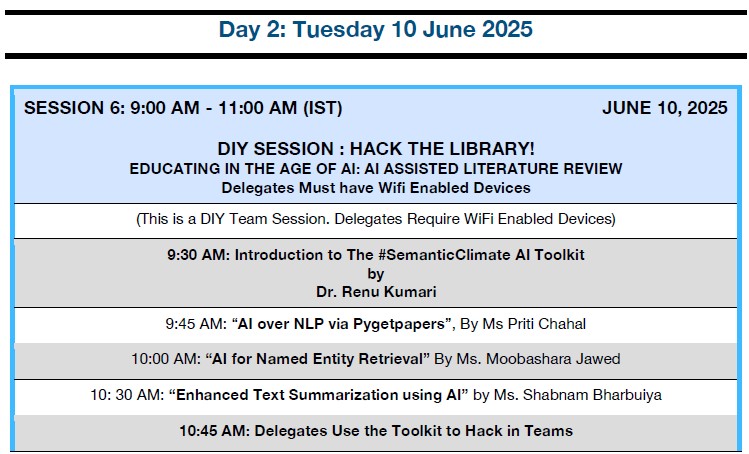 Day 2: Tuesday 10 June 2025
SESSION 6: 9:00 AM - 11:00 AM (IST) JUNE 10, 2025
DIY SESSION : HACK THE LIBRARY!
EDUCATING IN THE AGE OF AI: AI ASSISTED LITERATURE REVIEW
Delegates Must have Wifi Enabled Devices
(This is a DIY Team Session. Delegates Require WiFi Enabled Devices)
9:30 AM: Introduction to The #SemanticClimate AI Toolkit
by
Dr. Renu Kumari
9:45 AM: “AI over NLP via Pygetpapers”, By Ms Priti Chahal
10:00 AM: “AI for Named Entity Retrieval” By Ms. Moobashara Jawed
10: 30 AM: “Enhanced Text Summarization using AI” by Ms. Shabnam Bharbuiya
10:45 AM: Delegates Use the Toolkit to Hack in Teams